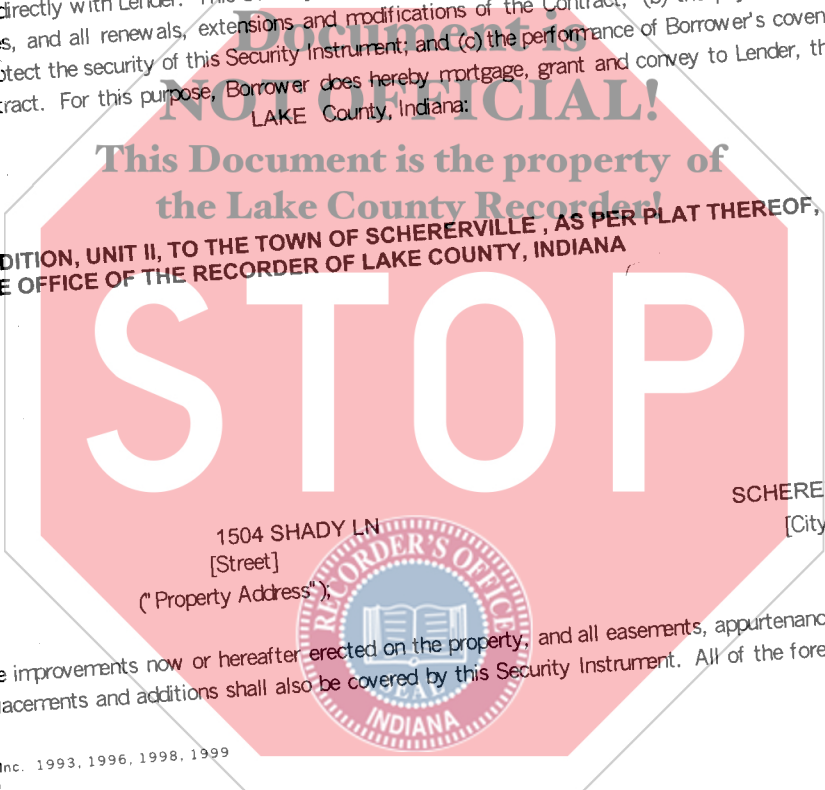 directly with Lender.
es, and all renewals, extensions and modifications of the Contract; (b)
otect the security of this Security Instrument; and (c) the performance of Borrower's coven
tract. For this purpose, Borrower does hereby mortgage, grant and convey to Lender, th
LAKE County, Indiana:
Document is
NOT OFFICIAL!
This Document is the property of
the Lake County Recorder!
DITION, UNIT II, TO THE TOWN OF SCHERERVILLE , AS PER PLAT THEREOF,
E OFFICE OF THE RECORDER OF LAKE COUNTY, INDIANA
STOP
1504 SHADY LN
SCHERE
[Street]
[City
("Property Address");
RECORDER'S OFFICE
SEAL
INDIANA
e improvements now or hereafter erected on the property, and all easements, appurtenanc
lacements and additions shall also be covered by this Security Instrument. All of the fore
Inc. 1993, 1996, 1998, 1999